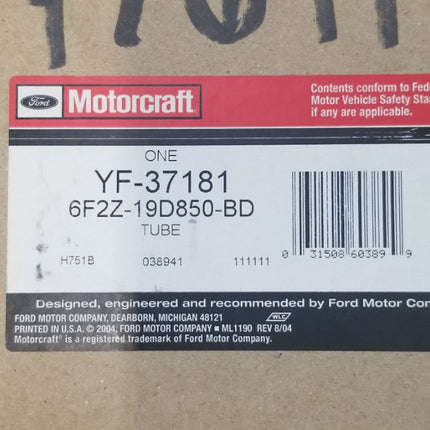 Ford
Motorcraft
Contents conform to
Motor Vehicle Safety
if any are applicable.
ONE
YF-37181
6F2Z-19D850-BD
TUBE
H751B 038941 111111
0 31508 60389 9
Designed, engineered and recommended by Ford Motor
FORD MOTOR COMPANY, DEARBORN, MICHIGAN 48121
WLC
PRINTED IN U.S.A. © 2004, FORD MOTOR COMPANY ■ ML1190 REV 8/04
Motorcraft® is a registered trademark of Ford Motor Company.